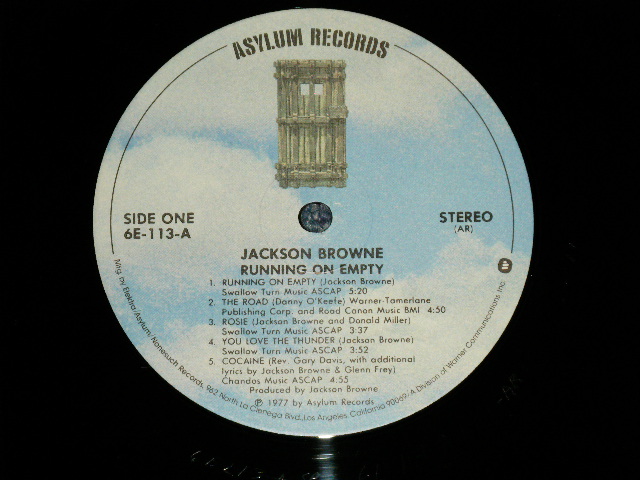 ASYLUM RECORDS
SIDE ONE
6E-113-A
STEREO
(AR)
JACKSON BROWNE
RUNNING ON EMPTY
1. RUNNING ON EMPTY (Jackson Browne)
Swallow Turn Music ASCAP 5:20
2. THE ROAD (Danny O'Keefe) Warner-Tamerlane
Publishing Corp. and Road Canon Music BMI 4:50
3. ROSIE (Jackson Browne and Donald Miller)
Swallow Turn Music ASCAP 3:37
4. YOU LOVE THE THUNDER (Jackson Browne)
Swallow Turn Music ASCAP 3:52
5. COCAINE (Rev. Gary Davis, with additional
lyrics by Jackson Browne & Glenn Frey)
Chandos Music ASCAP 4:55
Produced by Jackson Browne
℗ 1977 by Asylum Records
Mfg. by Elektra/Asylum/Nonesuch Records, 962 North La Cienega Blvd., Los Angeles, California 90069. A Division of Warner Communications Inc.